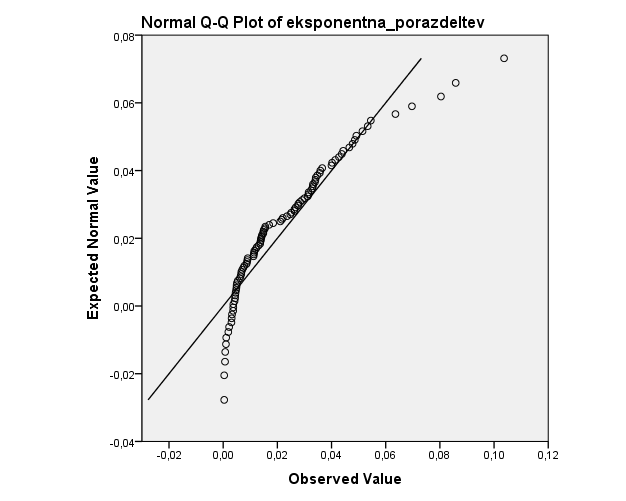 Normal Q-Q Plot of eksponentna_porazdeltev
0,08
0,06
0,04
0,02
0,00
-0,02
-0,04
Expected Normal Value
-0,02 0,00 0,02 0,04 0,06 0,08 0,10 0,12
Observed Value